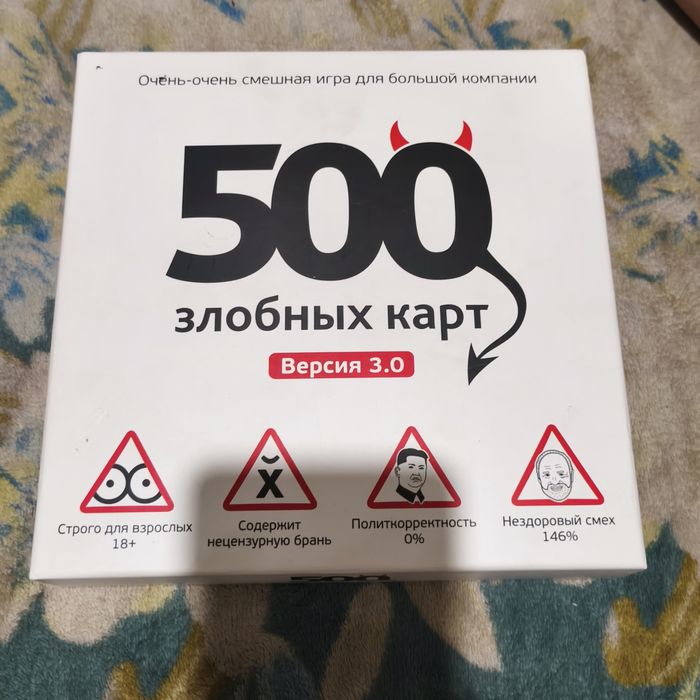 Очень-очень смешная игра для большой компании
500
злобных карт
Версия 3.0
х̆
Строго для взрослых
18+
Содержит
нецензурную брань
Политкорректность
0%
Нездоровый смех
146%